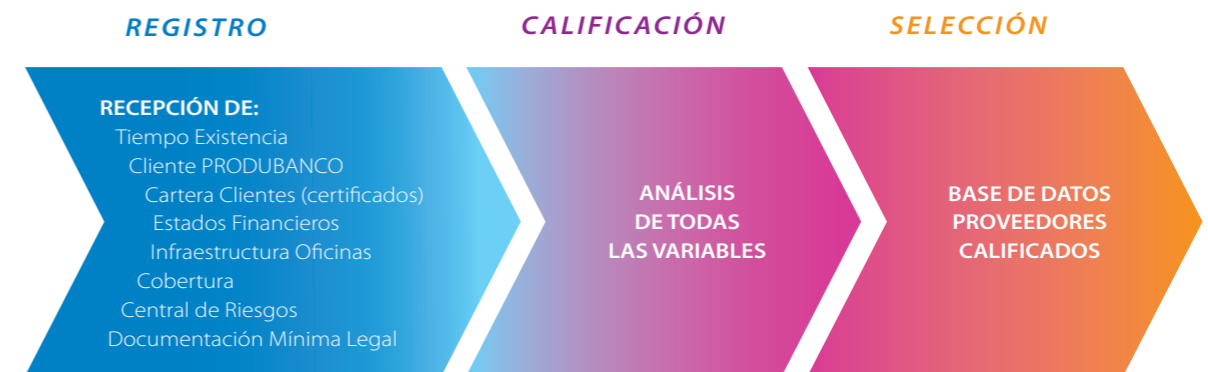 REGISTRO
RECEPCIÓN DE:
Tiempo Existencia
Cliente PRODUBANCO
Cartera Clientes (certificados)
Estados Financieros
Infraestructura Oficinas
Cobertura
Central de Riesgos
Documentación Mínima Legal
CALIFICACIÓN
ANÁLISIS
DE TODAS
LAS VARIABLES
SELECCIÓN
BASE DE DATOS
PROVEEDORES
CALIFICADOS